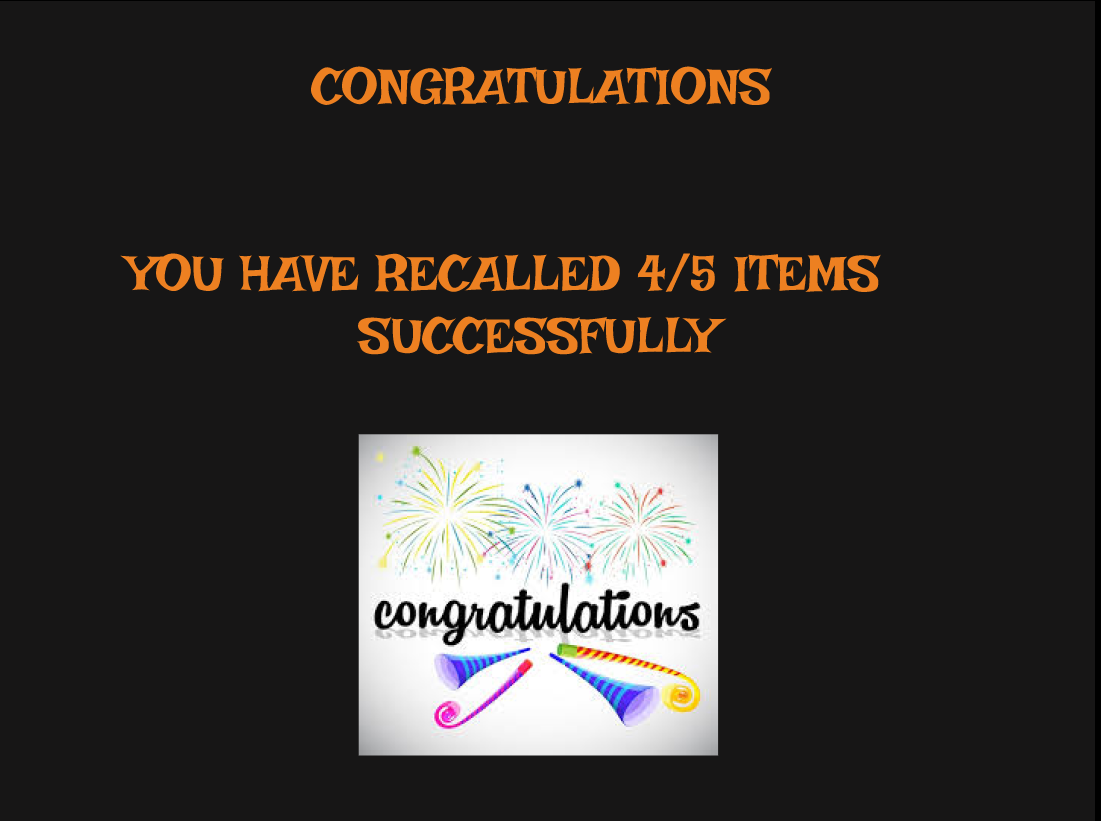 CONGRATULATIONS
YOU HAVE RECALLED 4/5 ITEMS
SUCCESSFULLY
congratulations